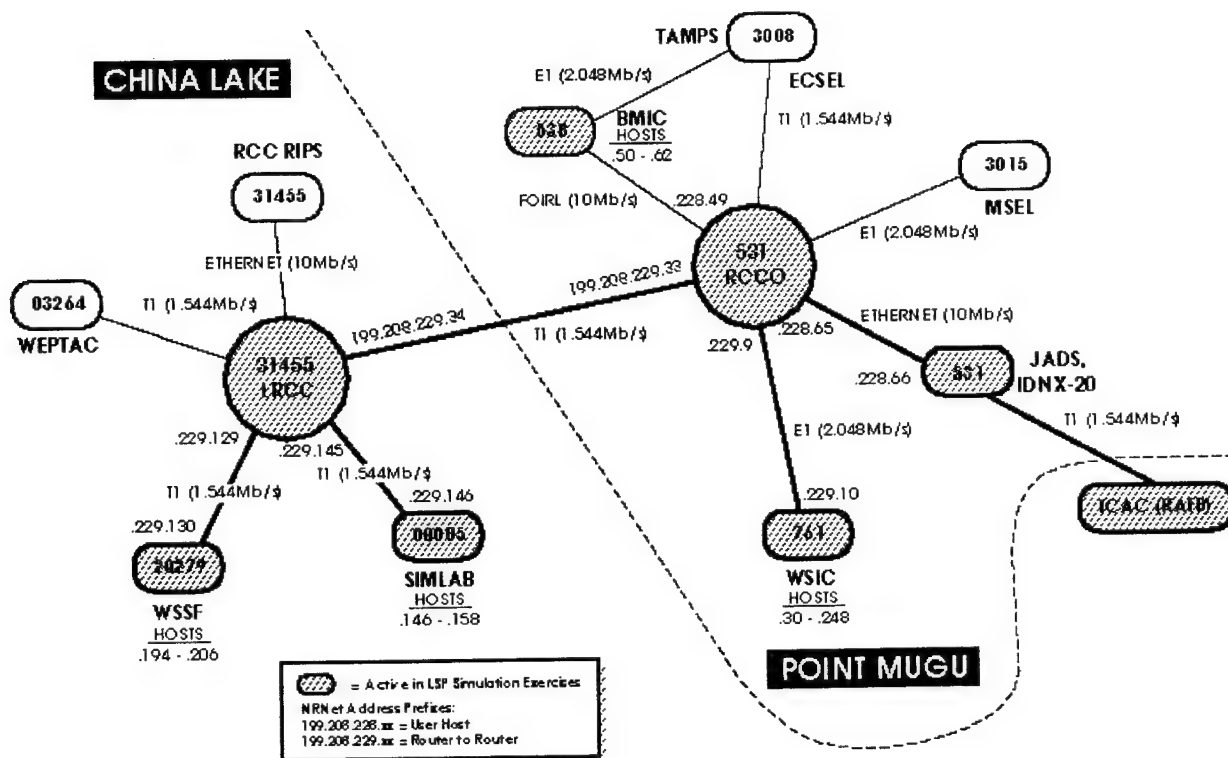 CHINA LAKE
TAMPS
3008
ECSEL
E1 (2.048Mb/s)
BMIC
HOSTS
.50 - .62
T1 (1.544Mb/s)
RCC RIPS
31455
3015
MSEL
FOIRL (10Mb/s)
.228.49
E1 (2.048Mb/s)
ETHERNET (10Mb/s)
531
RCCO
199.208.229.33
03264
WEPTAC
T1 (1.544Mb/s)
199.208.229.34
T1 (1.544Mb/s)
.228.65
ETHERNET (10Mb/s)
.229.9
31455
.228.66
531
JADS,
IDNX-20
T1 (1.544Mb/s)
.229.129
.229.145
E1 (2.048Mb/s)
T1 (1.544Mb/s)
T1 (1.544Mb/s)
.229.146
.229.10
.229.130
20279
WSSF
HOSTS
.194 - .206
SIMLAB
HOSTS
.146 - .158
761
WSIC
HOSTS
.30 - .248
POINT MUGU
= Active in LSP Simulation Exercises
NRNet Address Prefixes:
199.208.228.xx = User Host
199.208.229.xx = Router to Router